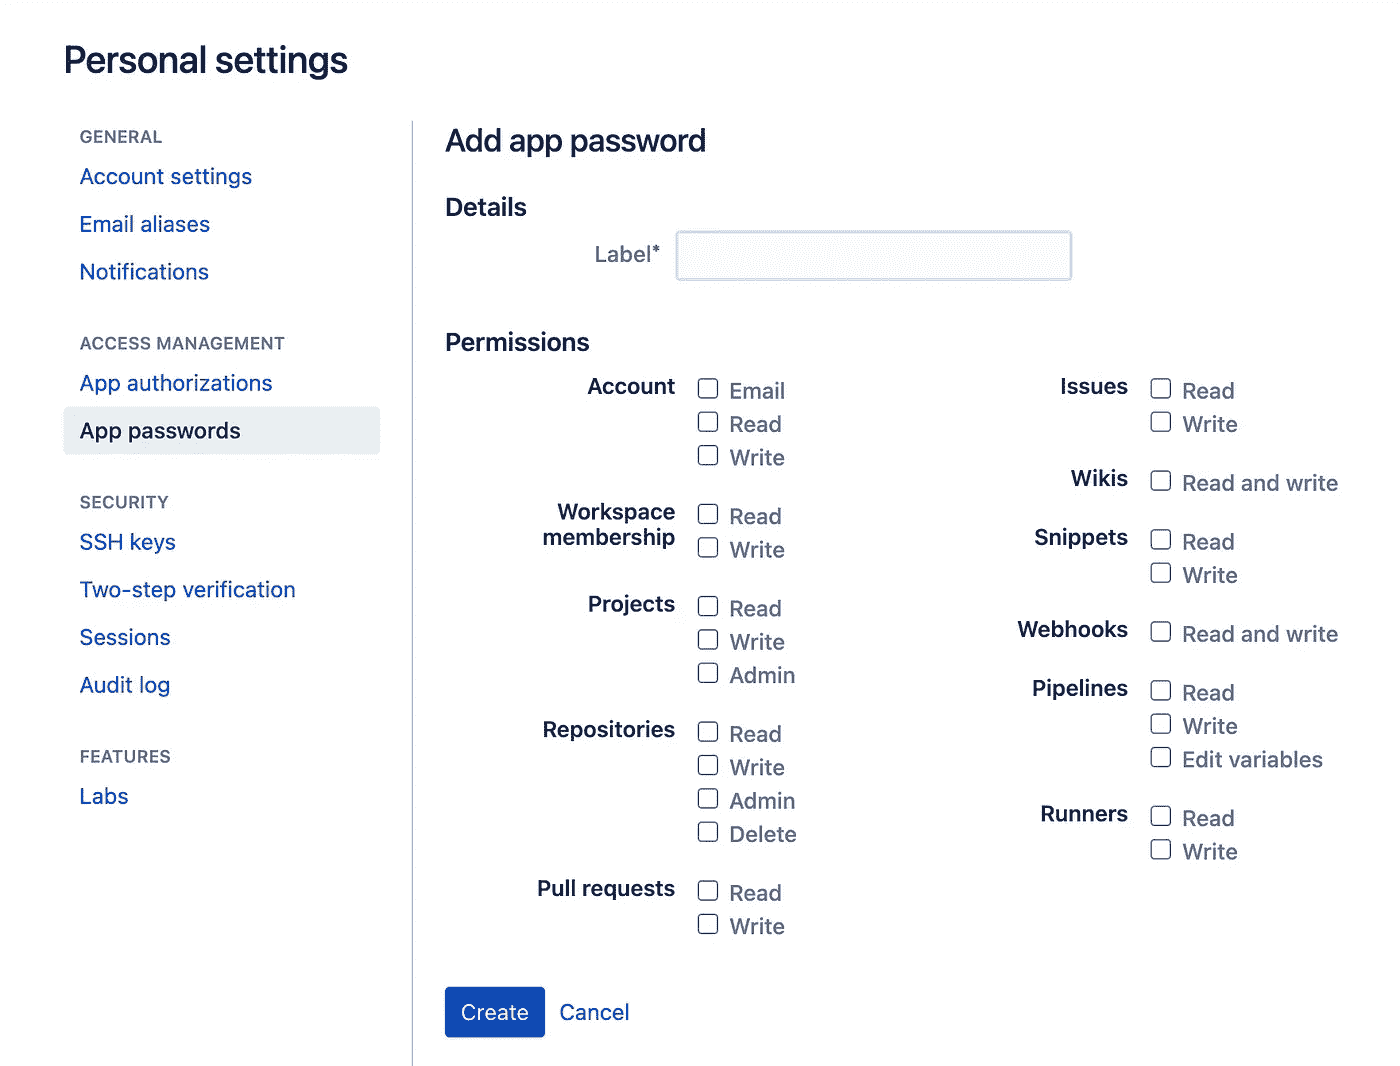 Personal settings
GENERAL
Account settings
Email aliases
Notifications
ACCESS MANAGEMENT
App authorizations
App passwords
SECURITY
SSH keys
Two-step verification
Sessions
Audit log
FEATURES
Labs
Add app password
Details
Label*
Permissions
Account
Email
Read
Write
Workspace
membership
Read
Write
Projects
Read
Write
Admin
Repositories
Read
Write
Admin
Delete
Pull requests
Read
Write
Issues
Read
Write
Wikis
Read and write
Snippets
Read
Write
Webhooks
Read and write
Pipelines
Read
Write
Edit variables
Runners
Read
Write
Create
Cancel